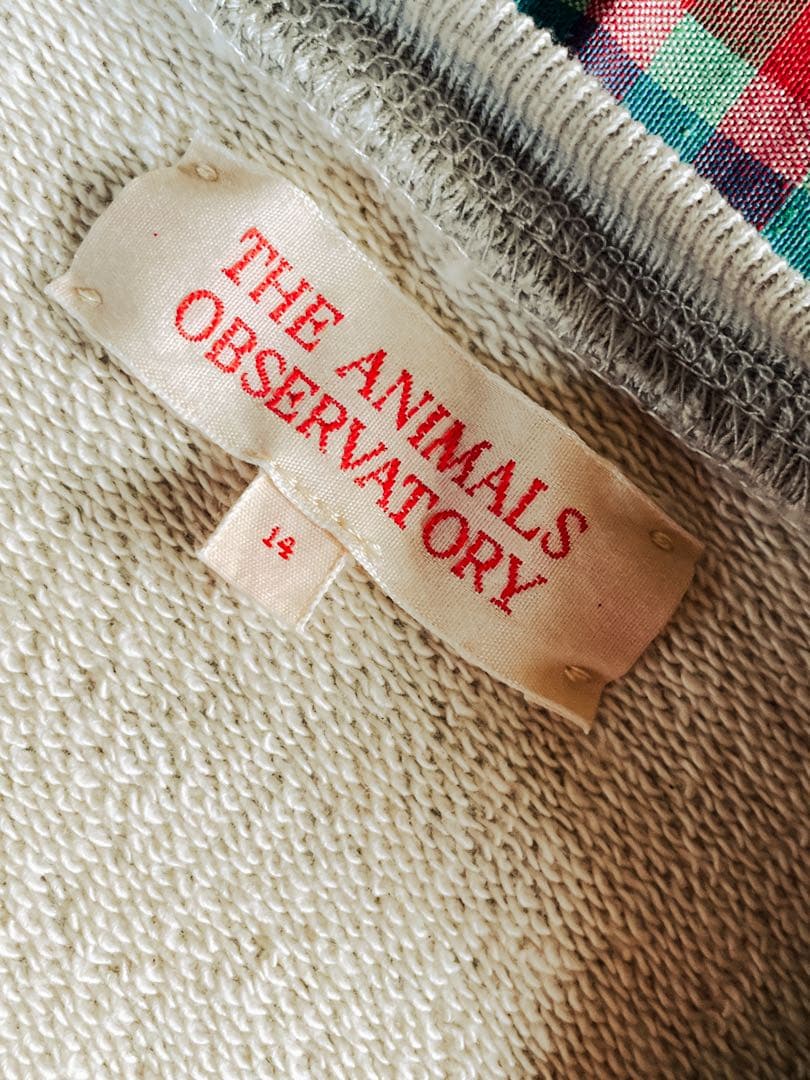 THE ANIMALS
OBSERVATORY
14